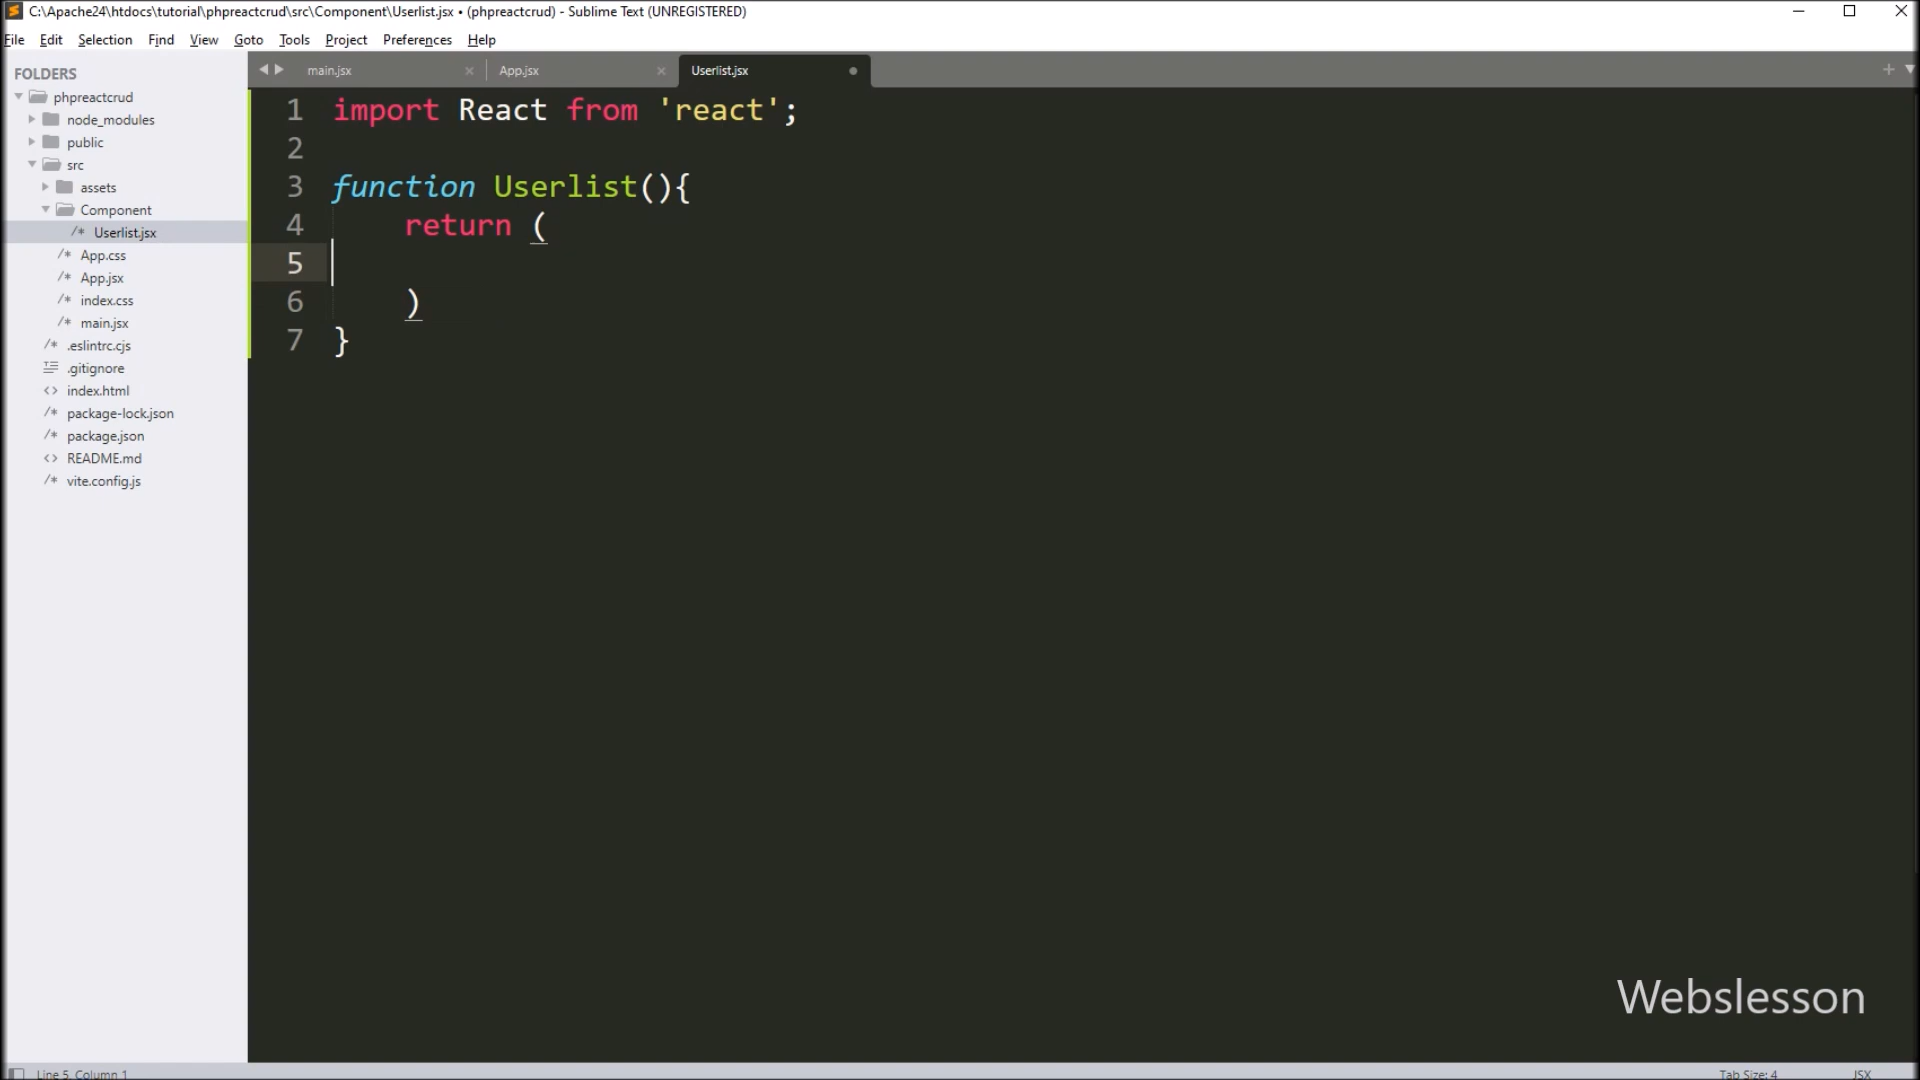 C:\Apache24\htdocs\tutorial\phpreactcrud\src\Component\Userlist.jsx • (phpreactcrud) - Sublime Text (UNREGISTERED)
File Edit Selection Find View Goto Tools Project Preferences Help
FOLDERS
phpreactcrud
node_modules
public
src
assets
Component
/* Userlist.jsx
/* App.css
/* App.jsx
/* index.css
/* main.jsx
/* .eslintrc.cjs
.gitignore
<> index.html
/* package-lock.json
/* package.json
<> README.md
/* vite.config.js
main.jsx App.jsx Userlist.jsx
1 import React from 'react';
2
3 function Userlist(){
4 return (
5
6 )
7 }
Webslesson
Line 5, Column 1 Tab Size: 4 JSX